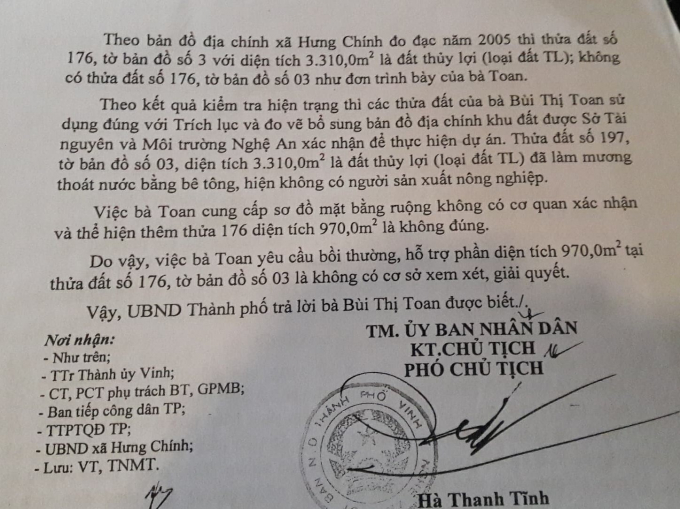 Theo bản đồ địa chính xã Hưng Chính đo đạc năm 2005 thì thửa đất số
176, tờ bản đồ số 3 với diện tích 3.310,0m² là đất thủy lợi (loại đất TL); không
có thửa đất số 176, tờ bản đồ số 03 như đơn trình bày của bà Toan.
Theo kết quả kiểm tra hiện trạng thì các thửa đất của bà Bùi Thị Toan sử
dụng đúng với Trích lục và đo vẽ bổ sung bản đồ địa chính khu đất được Sở Tài
nguyên và Môi trường Nghệ An xác nhận để thực hiện dự án. Thửa đất số 197,
tờ bản đồ số 03, diện tích 3.310,0m² là đất thủy lợi (loại đất TL) đã làm mương
thoát nước bằng bê tông, hiện không có người sản xuất nông nghiệp.
Việc bà Toan cung cấp sơ đồ mặt bằng ruộng không có cơ quan xác nhận
và thể hiện thêm thửa 176 diện tích 970,0m² là không đúng.
Do vậy, việc bà Toan yêu cầu bồi thường, hỗ trợ phần diện tích 970,0m² tại
thửa đất số 176, tờ bản đồ số 03 là không có cơ sở xem xét, giải quyết.
Vậy, UBND Thành phố trả lời bà Bùi Thị Toan được biết./.
Nơi nhận:
- Như trên;
- TTr Thành ủy Vinh;
- CT, PCT phụ trách BT, GPMB;
- Ban tiếp công dân TP;
- TTPTQĐ TP;
- UBND xã Hưng Chính;
- Lưu: VT, TNMT.
TM. ỦY BAN NHÂN DÂN
KT.CHỦ TỊCH
PHÓ CHỦ TỊCH
BAN N D THÀNH PHỐ VINH
Hà Thanh Tĩnh